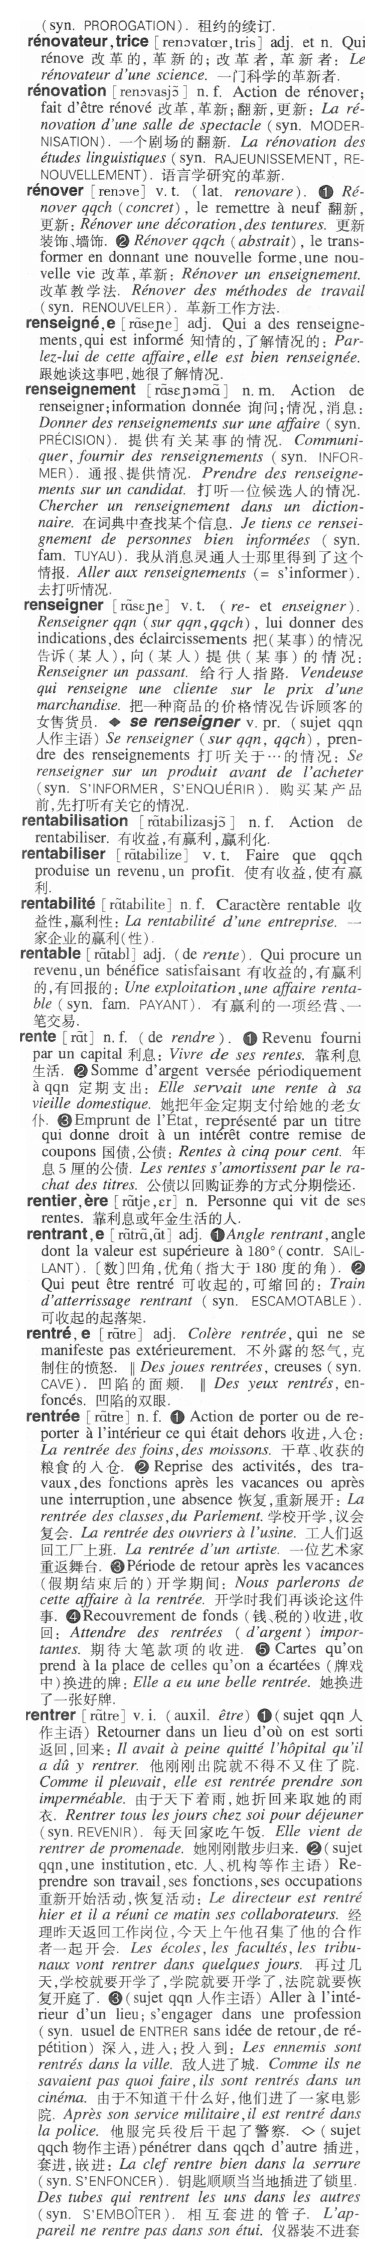 (syn. PROROGATION). 租约的续订.
rénovateur,trice [renɔvatœr,tris] adj. et n. Qui
rénove 改革的,革新的;改革者,革新者: Le
rénovateur d'une science. 一门科学的革新者.
rénovation [renɔvasjɔ̃] n. f. Action de rénover;
fait d'être rénové 改革,革新;翻新,更新: La ré-
novation d'une salle de spectacle (syn. MODER-
NISATION). 一个剧场的翻新. La rénovation des
études linguistiques (syn. RAJEUNISSEMENT, RE-
NOUVELLEMENT). 语言学研究的革新.
rénover [renɔve] v. t. (lat. renovare). ❶ Ré-
nover qqch (concret), le remettre à neuf 翻新,
更新: Rénover une décoration,des tentures. 更新
装饰、墙饰. ❷ Rénover qqch (abstrait), le trans-
former en donnant une nouvelle forme,une nou-
velle vie 改革,革新: Rénover un enseignement.
改革教学法. Rénover des méthodes de travail
(syn. RENOUVELER). 革新工作方法.
renseigné,e [rɑ̃sɛɲe] adj. Qui a des renseigne-
ments,qui est informé 知情的,了解情况的: Par-
lez-lui de cette affaire,elle est bien renseignée.
跟她谈这事吧,她很了解情况.
renseignement [rɑ̃sɛɲəmɑ̃] n. m. Action de
renseigner;information donnée 询问;情况,消息:
Donner des renseignements sur une affaire (syn.
PRÉCISION). 提供有关某事的情况. Communi-
quer, fournir des renseignements (syn. INFOR-
MER). 通报、提供情况. Prendre des renseigne-
ments sur un candidat. 打听一位候选人的情况.
Chercher un renseignement dans un diction-
naire. 在词典中查找某个信息. Je tiens ce rensei-
gnement de personnes bien informées (syn.
fam. TUYAU). 我从消息灵通人士那里得到了这个
情报. Aller aux renseignements (= s'informer).
去打听情况.
renseigner [rɑ̃sɛɲe] v. t. (re- et enseigner).
Renseigner qqn (sur qqn,qqch), lui donner des
indications,des éclaircissements 把(某事)的情况
告诉(某人),向(某人)提供(某事)的情况:
Renseigner un passant. 给行人指路. Vendeuse
qui renseigne une cliente sur le prix d'une
marchandise. 把一种商品的价格情况告诉顾客的
女售货员. ◆ se renseigner v. pr. (sujet qqn
人作主语) Se renseigner (sur qqn, qqch), pren-
dre des renseignements 打听关于…的情况: Se
renseigner sur un produit avant de l'acheter
(syn. S'INFORMER, S'ENQUÉRIR). 购买某产品
前,先打听有关它的情况.
rentabilisation [rɑ̃tabilizasjɔ̃] n. f. Action de
rentabiliser. 有收益,有赢利,赢利化.
rentabiliser [rɑ̃tabilize] v. t. Faire que qqch
produise un revenu,un profit. 使有收益,使有赢
利.
rentabilité [rɑ̃tabilite] n. f. Caractère rentable 收
益性,赢利性: La rentabilité d'une entreprise. 一
家企业的赢利(性).
rentable [rɑ̃tabl] adj. (de rente). Qui procure un
revenu,un bénéfice satisfaisant 有收益的,有赢利
的,有回报的: Une exploitation,une affaire renta-
ble (syn. fam. PAYANT). 有赢利的一项经营、一
笔交易.
rente [rɑ̃t] n. f. (de rendre). ❶ Revenu fourni
par un capital 利息: Vivre de ses rentes. 靠利息
生活. ❷ Somme d'argent versée périodiquement
à qqn 定期支出: Elle servait une rente à sa
vieille domestique. 她把年金定期支付给她的老女
仆. ❸ Emprunt de l'État, représenté par un titre
qui donne droit à un intérêt contre remise de
coupons 国债,公债: Rentes à cinq pour cent. 年
息 5 厘的公债. Les rentes s'amortissent par le ra-
chat des titres. 公债以回购证券的方式分期偿还.
rentier,ère [rɑ̃tje,ɛr] n. Personne qui vit de ses
rentes. 靠利息或年金生活的人.
rentrant,e [rɑ̃trɑ̃,ɑ̃t] adj. ❶ Angle rentrant,angle
dont la valeur est supérieure à 180° (contr. SAIL-
LANT). 〔数〕凹角,优角(指大于 180 度的角). ❷
Qui peut être rentré 可收起的,可缩回的: Train
d'atterrissage rentrant (syn. ESCAMOTABLE).
可收起的起落架.
rentré,e [rɑ̃tre] adj. Colère rentrée, qui ne se
manifeste pas extérieurement. 不外露的怒气,克
制住的愤怒. ‖ Des joues rentrées, creuses (syn.
CAVE). 凹陷的面颊. ‖ Des yeux rentrés, en-
foncés. 凹陷的双眼.
rentrée [rɑ̃tre] n. f. ❶ Action de porter ou de re-
porter à l'intérieur ce qui était dehors 收进,入仓:
La rentrée des foins,des moissons. 干草、收获的
粮食的入仓. ❷ Reprise des activités, des tra-
vaux,des fonctions après les vacances ou après
une interruption,une absence 恢复,重新展开: La
rentrée des classes,du Parlement. 学校开学,议会
复会. La rentrée des ouvriers à l'usine. 工人们返
回工厂上班. La rentrée d'un artiste. 一位艺术家
重返舞台. ❸ Période de retour après les vacances
(假期结束后的)开学期间: Nous parlerons de
cette affaire à la rentrée. 开学时我们再谈论这件
事. ❹ Recouvrement de fonds (钱、税的)收进,收
回: Attendre des rentrées (d'argent) impor-
tantes. 期待大笔款项的收进. ❺ Cartes qu'on
prend à la place de celles qu'on a écartées (牌戏
中)换进的牌: Elle a eu une belle rentrée. 她换进
了一张好牌.
rentrer [rɑ̃tre] v. i. (auxil. être) ❶ (sujet qqn 人
作主语) Retourner dans un lieu d'où on est sorti
返回,回来: Il avait à peine quitté l'hôpital qu'il
a dû y rentrer. 他刚刚出院就不得不又住了院.
Comme il pleuvait, elle est rentrée prendre son
imperméable. 由于天下着雨,她折回来取她的雨
衣. Rentrer tous les jours chez soi pour déjeuner
(syn. REVENIR). 每天回家吃午饭. Elle vient de
rentrer de promenade. 她刚刚散步归来. ❷ (sujet
qqn,une institution, etc. 人、机构等作主语) Re-
prendre son travail,ses fonctions,ses occupations
重新开始活动,恢复活动: Le directeur est rentré
hier et il a réuni ce matin ses collaborateurs. 经
理昨天返回工作岗位,今天上午他召集了他的合作
者一起开会. Les écoles, les facultés, les tribu-
naux vont rentrer dans quelques jours. 再过几
天,学校就要开学了,学院就要开学了,法院就要恢
复开庭了. ❸ (sujet qqn 人作主语) Aller à l'inté-
rieur d'un lieu; s'engager dans une profession
(syn. usuel de ENTRER sans idée de retour,de ré-
pétition) 深入,进入;投入到: Les ennemis sont
rentrés dans la ville. 敌人进了城. Comme ils ne
savaient pas quoi faire,ils sont rentrés dans un
cinéma. 由于不知道干什么好,他们进了一家电影
院. Après son service militaire,il est rentré dans
la police. 他服完兵役后干起了警察. ◇ (sujet
qqch 物作主语)pénétrer dans qqch d'autre 插进,
套进,嵌进: La clef rentre bien dans la serrure
(syn. S'ENFONCER). 钥匙顺顺当当地插进了锁里.
Des tubes qui rentrent les uns dans les autres
(syn. S'EMBOÎTER). 相互套进的管子. L'ap-
pareil ne rentre pas dans son étui. 仪器装不进套